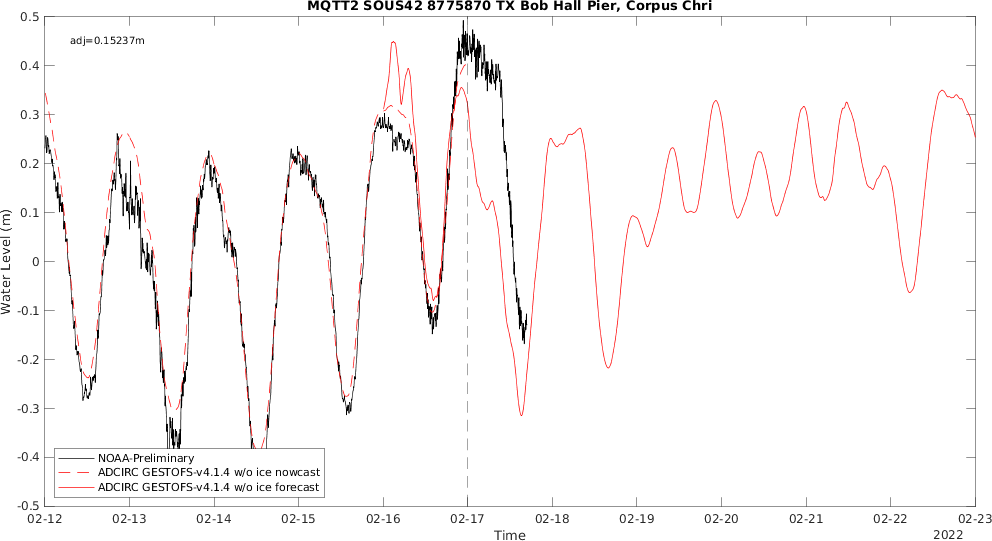 MQTT2 SOUS42 8775870 TX Bob Hall Pier, Corpus Chri
adj=0.15237m
0.5
0.4
0.3
0.2
0.1
0
-0.1
-0.2
-0.3
-0.4
-0.5
Water Level (m)
NOAA-Preliminary
ADCIRC GESTOFS-v4.1.4 w/o ice nowcast
ADCIRC GESTOFS-v4.1.4 w/o ice forecast
02-12 02-13 02-14 02-15 02-16 02-17 02-18 02-19 02-20 02-21 02-22 02-23
Time
2022